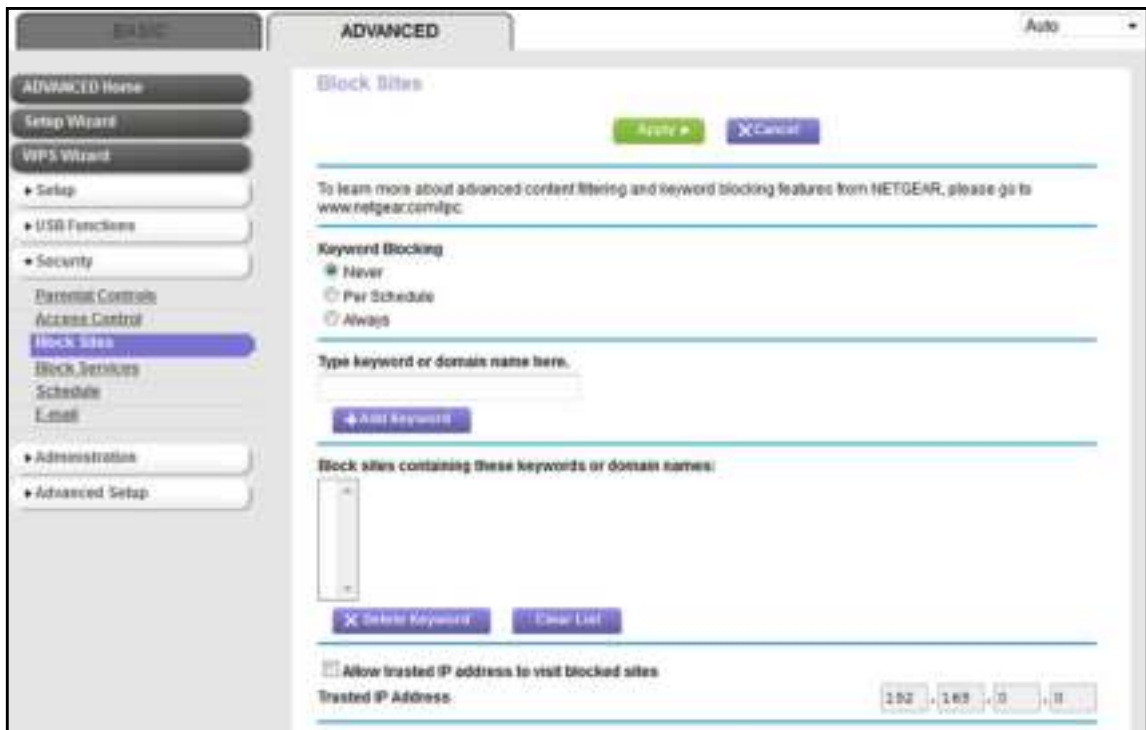 BASIC
ADVANCED
Auto
ADVANCED Home
Setup Wizard
WPS Wizard
Setup
USB Functions
Security
Parental Controls
Access Control
Block Sites
Block Services
Schedule
E-mail
Administration
Advanced Setup
Block Sites
Apply
Cancel
To learn more about advanced content filtering and keyword blocking features from NETGEAR, please go to
www.netgear.com/lpc.
Keyword Blocking
Never
Per Schedule
Always
Type keyword or domain name here.
Add Keyword
Block sites containing these keywords or domain names:
Delete Keyword
Clear List
Allow trusted IP address to visit blocked sites
Trusted IP Address
192 . 168 . 0 . 0